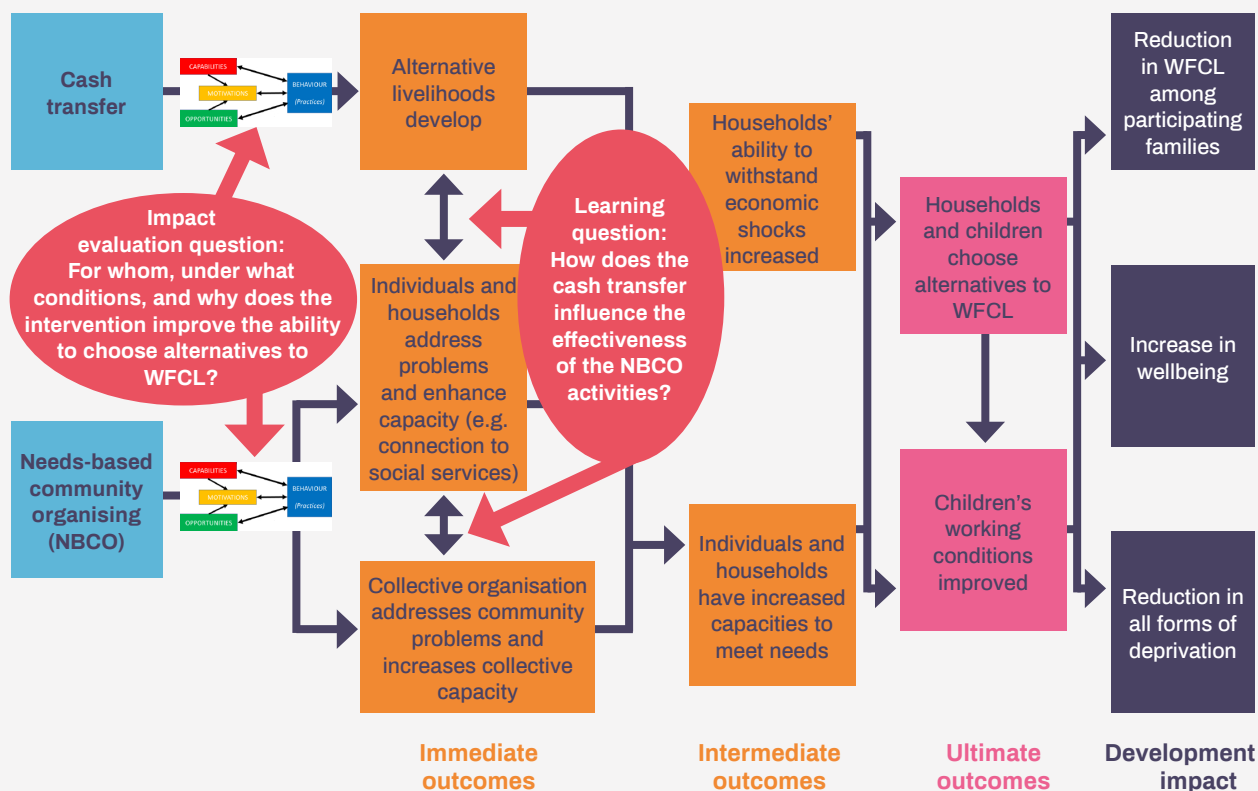 Cash
transfer
CAPABILITIES
MOTIVATIONS
OPPORTUNITIES
BEHAVIOUR
(Practices)
Alternative
livelihoods
develop
Impact
evaluation question:
For whom, under what
conditions, and why does the
intervention improve the ability
to choose alternatives to
WFCL?
Individuals and
households
address
problems
and enhance
capacity (e.g.
connection to
social services)
Learning
question:
How does the
cash transfer
influence the
effectiveness
of the NBCO
activities?
Households’
ability to
withstand
economic
shocks
increased
Households
and children
choose
alternatives to
WFCL
Reduction
in WFCL
among
participating
families
Increase in
wellbeing
Needs-based
community
organising
(NBCO)
CAPABILITIES
MOTIVATIONS
OPPORTUNITIES
BEHAVIOUR
(Practices)
Collective organisation
addresses community
problems and
increases collective
capacity
Individuals and
households
have increased
capacities to
meet needs
Children’s
working
conditions
improved
Reduction in
all forms of
deprivation
Immediate
outcomes
Intermediate
outcomes
Ultimate
outcomes
Development
impact